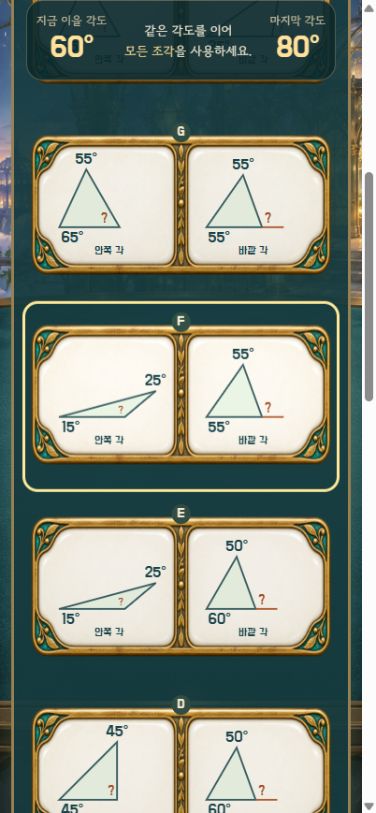 지금 이을 각도
60°
같은 각도를 이어
모든 조각을 사용하세요.
마지막 각도
80°
G
55°
?
65°
안쪽 각
55°
?
55°
바깥 각
F
25°
?
15°
안쪽 각
55°
?
55°
바깥 각
E
25°
?
15°
안쪽 각
50°
?
60°
바깥 각
D
45°
?
45°
50°
?
60°